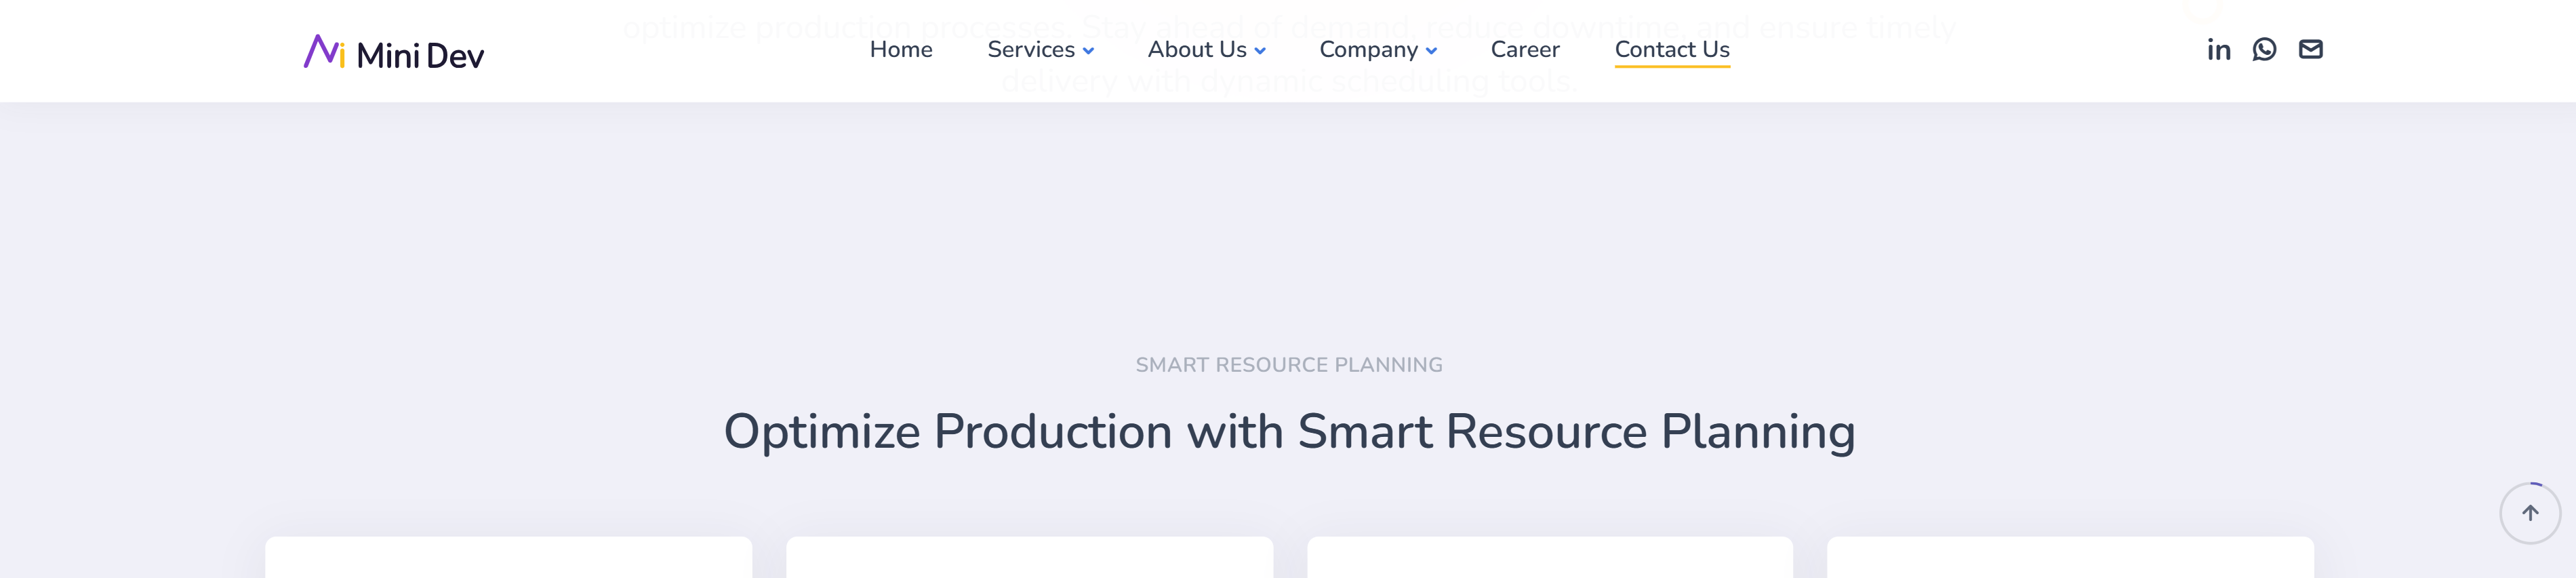 optimize production processes. Stay ahead of demand, reduce downtime, and ensure timely
delivery with dynamic scheduling tools.
Mini Dev
Home Services About Us Company Career Contact Us
in
SMART RESOURCE PLANNING
Optimize Production with Smart Resource Planning